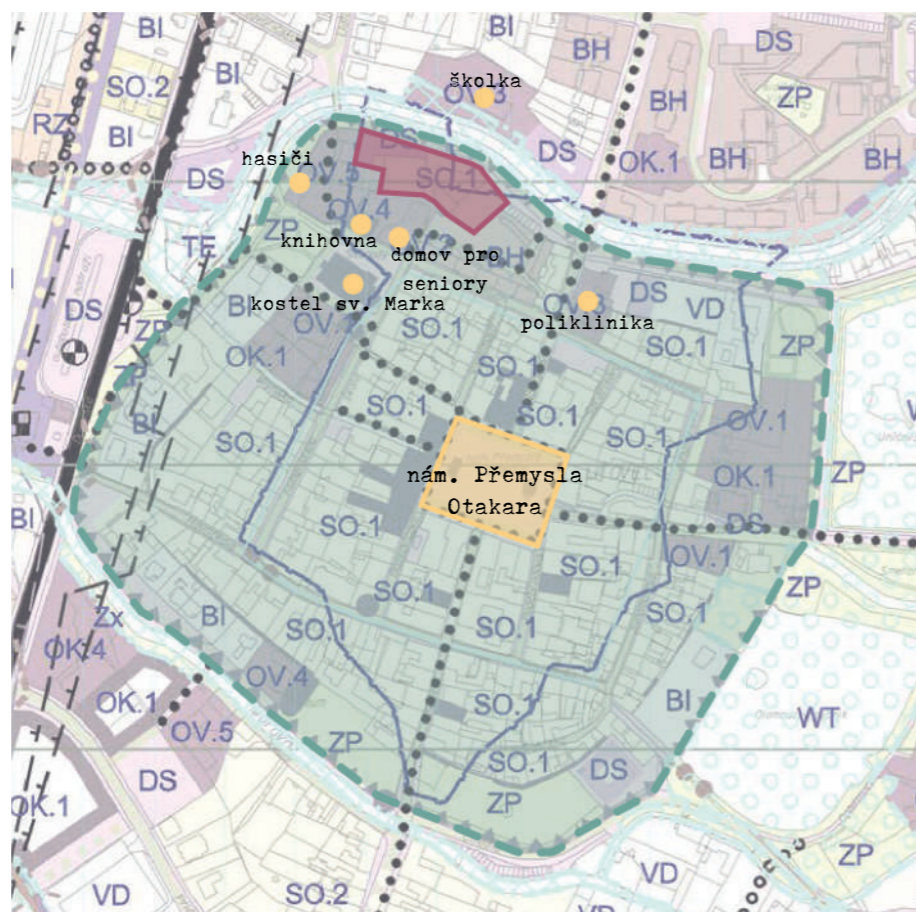 BI
BI
BH
DS
školka
SO.2
OV.3
ZP
BH
BH
RZ
BI
DS
DS
OK.1
BH
BH
hasiči
SO.1
DS
OV.5
OV.4
knihovna
ZP
TE
domov pro
seniory
BH
DS
BI
kostel sv. Marka
poliklinika
VD
DS
SO.1
SO.1
ZP
ZP
OK.1
SO.1
SO.1
SO.1
OV.1
BI
SO.1
nám. Přemysla
Otakara
OK.1
ZP
BI
SO.1
DS
SO.1
SO.1
OV.1
ZP
Zx
BI
SO.1
SO.1
SO.1
OK.4
OV.4
OK.1
OV.5
SO.1
BI
WT
ZP
SO.1
DS
DS
OK.1
ZP
ZP
VD
SO.2
VD
VD